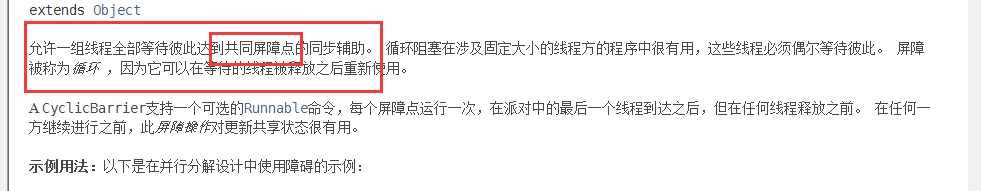 extends Object
允许一组线程全部等待彼此达到共同屏障点的同步辅助。 循环阻塞在涉及固定大小的线程方的程序中很有用，这些线程必须偶尔等待彼此。 屏障
被称为循环 ，因为它可以在等待的线程被释放之后重新使用。
A CyclicBarrier支持一个可选的Runnable命令，每个屏障点运行一次，在派对中的最后一个线程到达之后，但在任何线程释放之前。 在任何一
方继续进行之前，此屏障操作对更新共享状态很有用。
示例用法：以下是在并行分解设计中使用障碍的示例：